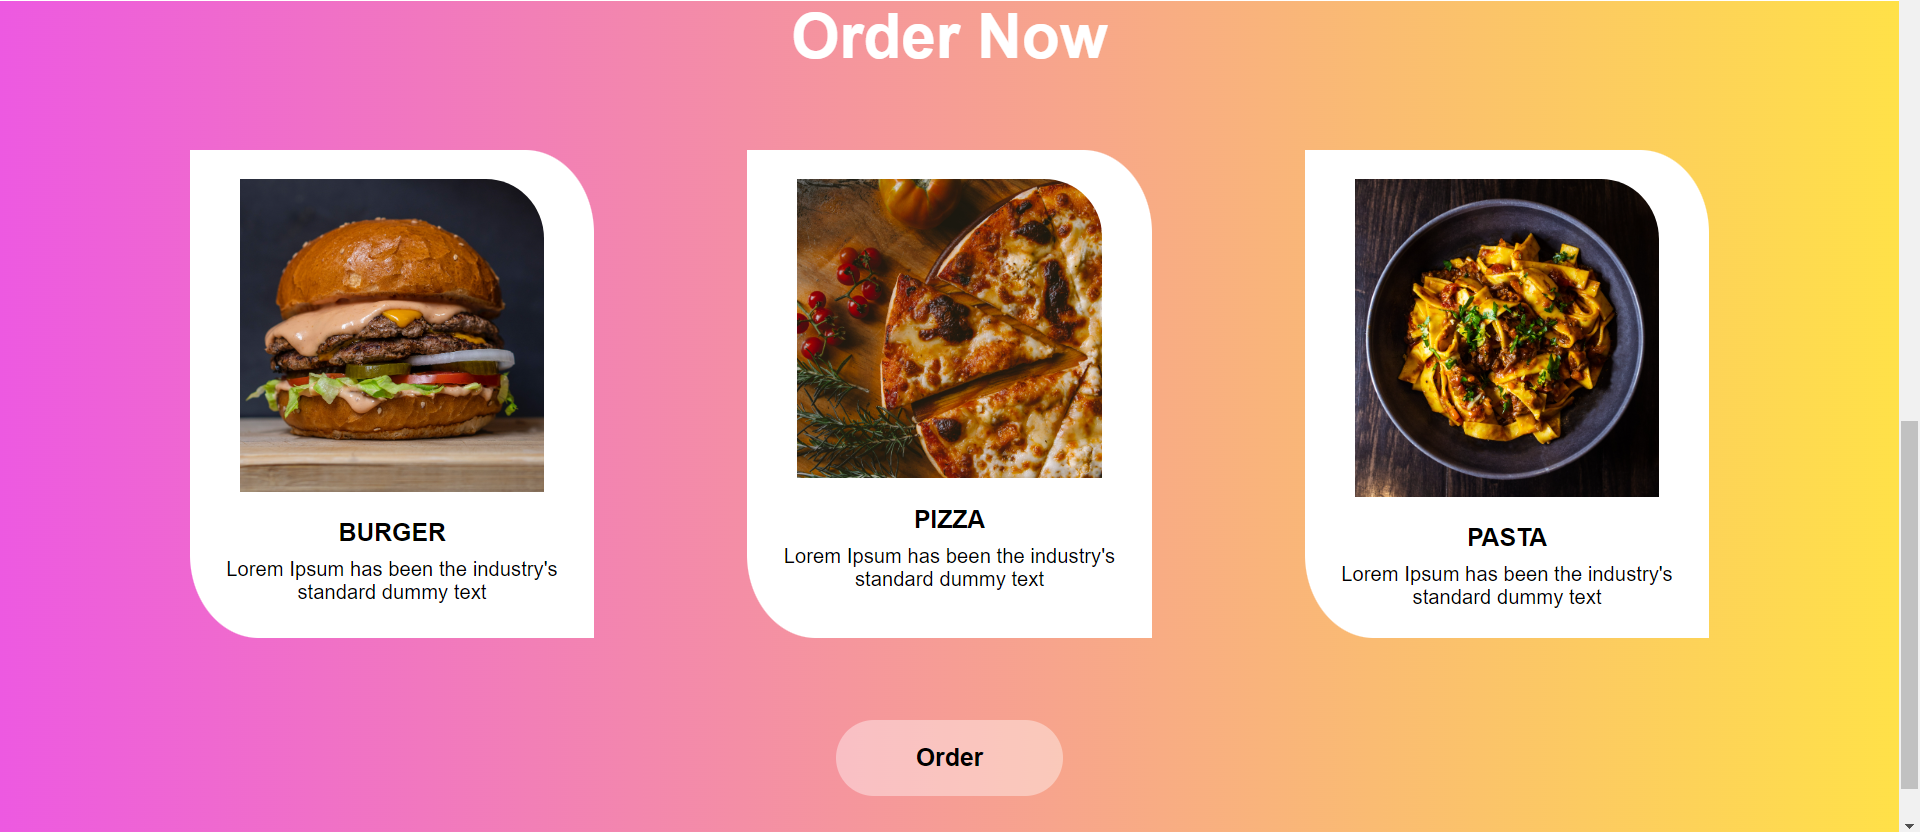 Order Now
BURGER
Lorem Ipsum has been the industry's
standard dummy text
PIZZA
Lorem Ipsum has been the industry's
standard dummy text
PASTA
Lorem Ipsum has been the industry's
standard dummy text
Order